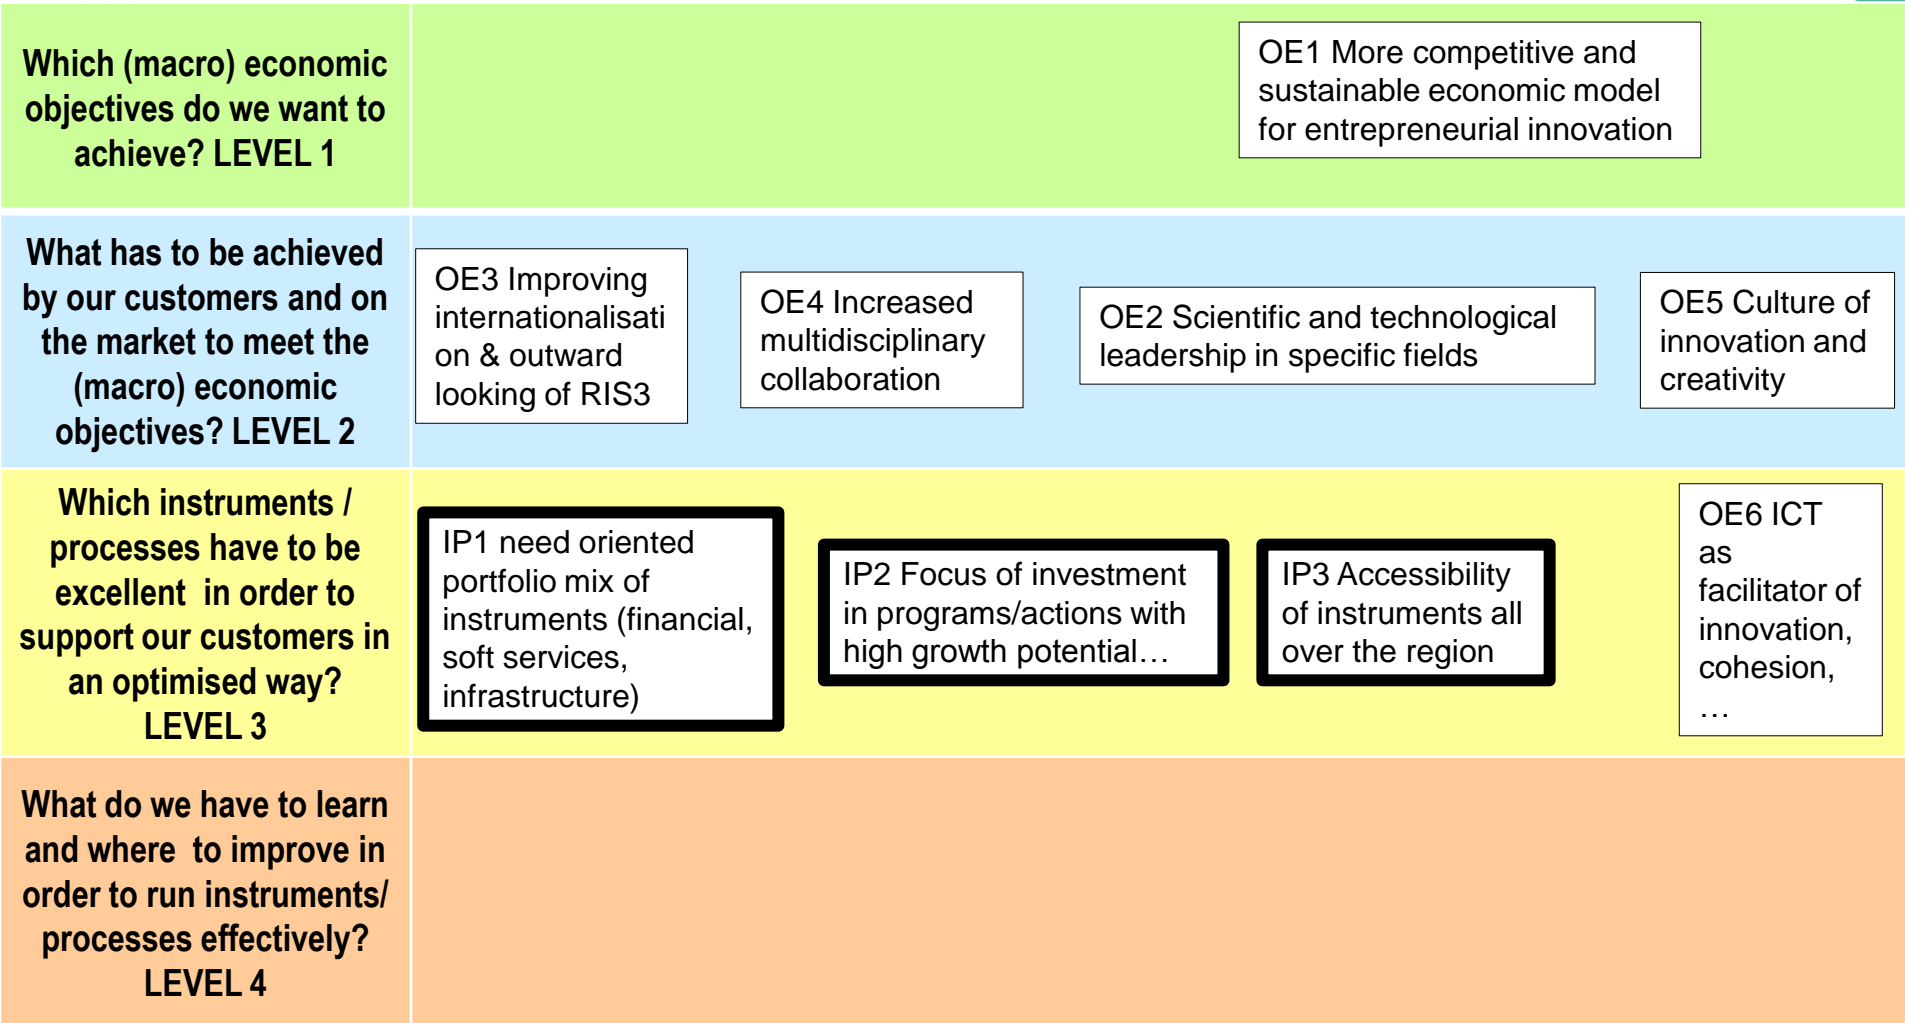 Which (macro) economic
objectives do we want to
achieve? LEVEL 1
OE1 More competitive and
sustainable economic model
for entrepreneurial innovation
What has to be achieved
by our customers and on
the market to meet the
(macro) economic
objectives? LEVEL 2
OE3 Improving
internationalisati
on & outward
looking of RIS3
OE4 Increased
multidisciplinary
collaboration
OE2 Scientific and technological
leadership in specific fields
OE5 Culture of
innovation and
creativity
Which instruments /
processes have to be
excellent in order to
support our customers in
an optimised way?
LEVEL 3
IP1 need oriented
portfolio mix of
instruments (financial,
soft services,
infrastructure)
IP2 Focus of investment
in programs/actions with
high growth potential…
IP3 Accessibility
of instruments all
over the region
OE6 ICT
as
facilitator of
innovation,
cohesion,
…
What do we have to learn
and where to improve in
order to run instruments/
processes effectively?
LEVEL 4